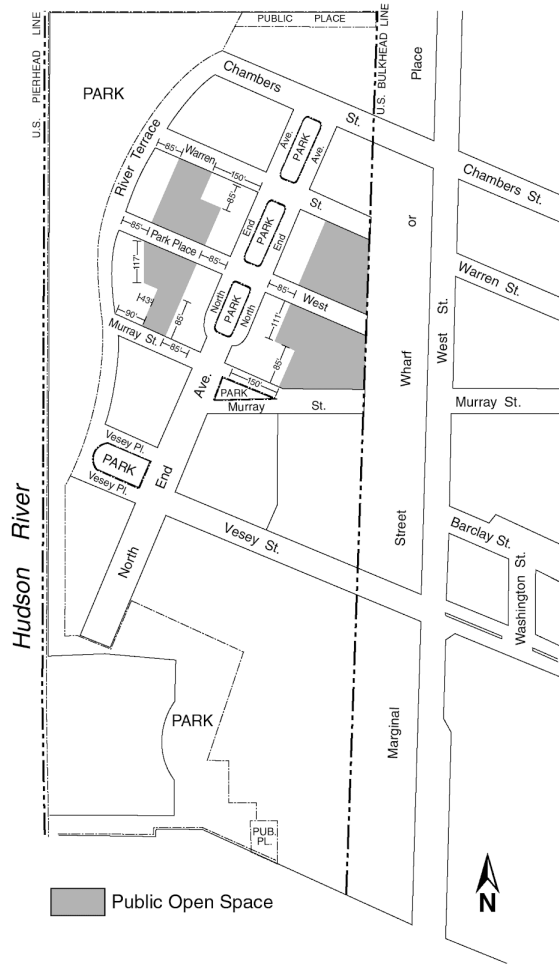 U.S. PIERHEAD LINE
PUBLIC PLACE
U.S. BULKHEAD LINE
Place
PARK
Chambers
St.
River Terrace
Ave.
PARK
Ave.
Chambers St.
85'
Warren
150'
85'
St.
End
PARK
End
or
85'
Park Place
85'
Warren St.
117'
North
PARK
North
85'
West
West St.
43'
85'
111'
90'
Murray St.
85'
85'
Wharf
150'
PARK
Ave.
Murray St.
Murray St.
Vesey Pl.
PARK
Vesey Pl.
End
Hudson River
Vesey St.
Street
Barclay St.
North
Washington St.
PARK
Marginal
PUB.
PL.
Public Open Space
N